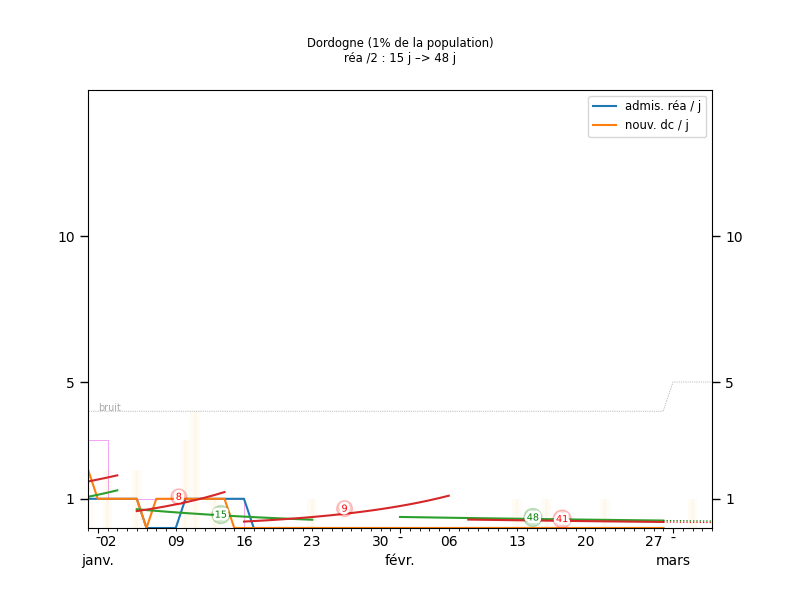 Dordogne (1% de la population)
réa /2 : 15 j –> 48 j
admis. réa / j
nouv. dc / j
10 10
5 5
bruit
1 1
8
15
9
48
41
02 09 16 23 30 06 13 20 27
janv. févr. mars